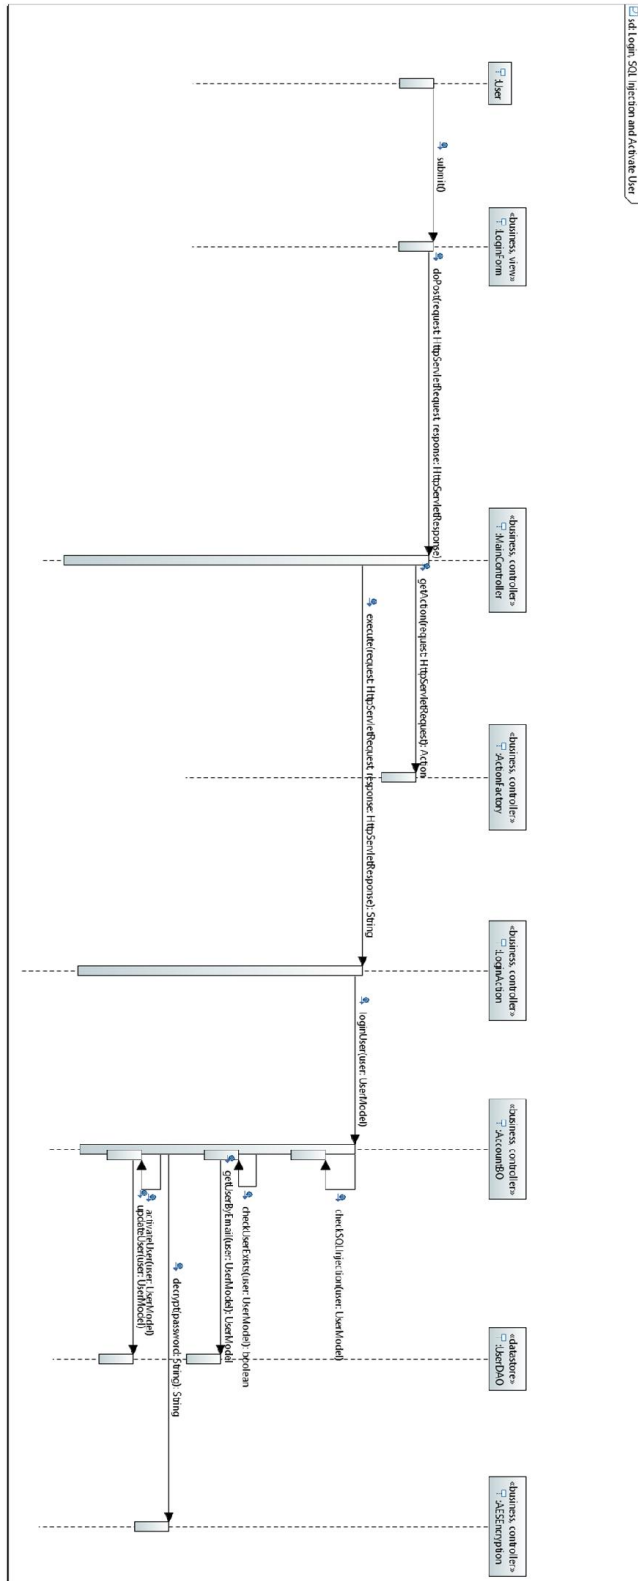 sd: Login, SQL Injection and Activate User
:User
«business, view»
:LoginForm
«business, controller»
:MainController
«business, controller»
:ActionFactory
«business, controller»
:LoginAction
«business, controller»
:AccountBO
«datastore»
:UserDAO
«business, controller»
:AESEncryption
submit()
doPost(request: HttpServletRequest, response: HttpServletResponse)
getAction(request: HttpServletRequest): Action
execute(request: HttpServletRequest, response: HttpServletResponse): String
loginUser(user: UserModel)
checkSQLInjection(user: UserModel)
checkUserExists(user: UserModel): boolean
getUserByEmail(user: UserModel): UserModel
decrypt(password: String): String
activateUser(user: UserModel)
updateUser(user: UserModel)